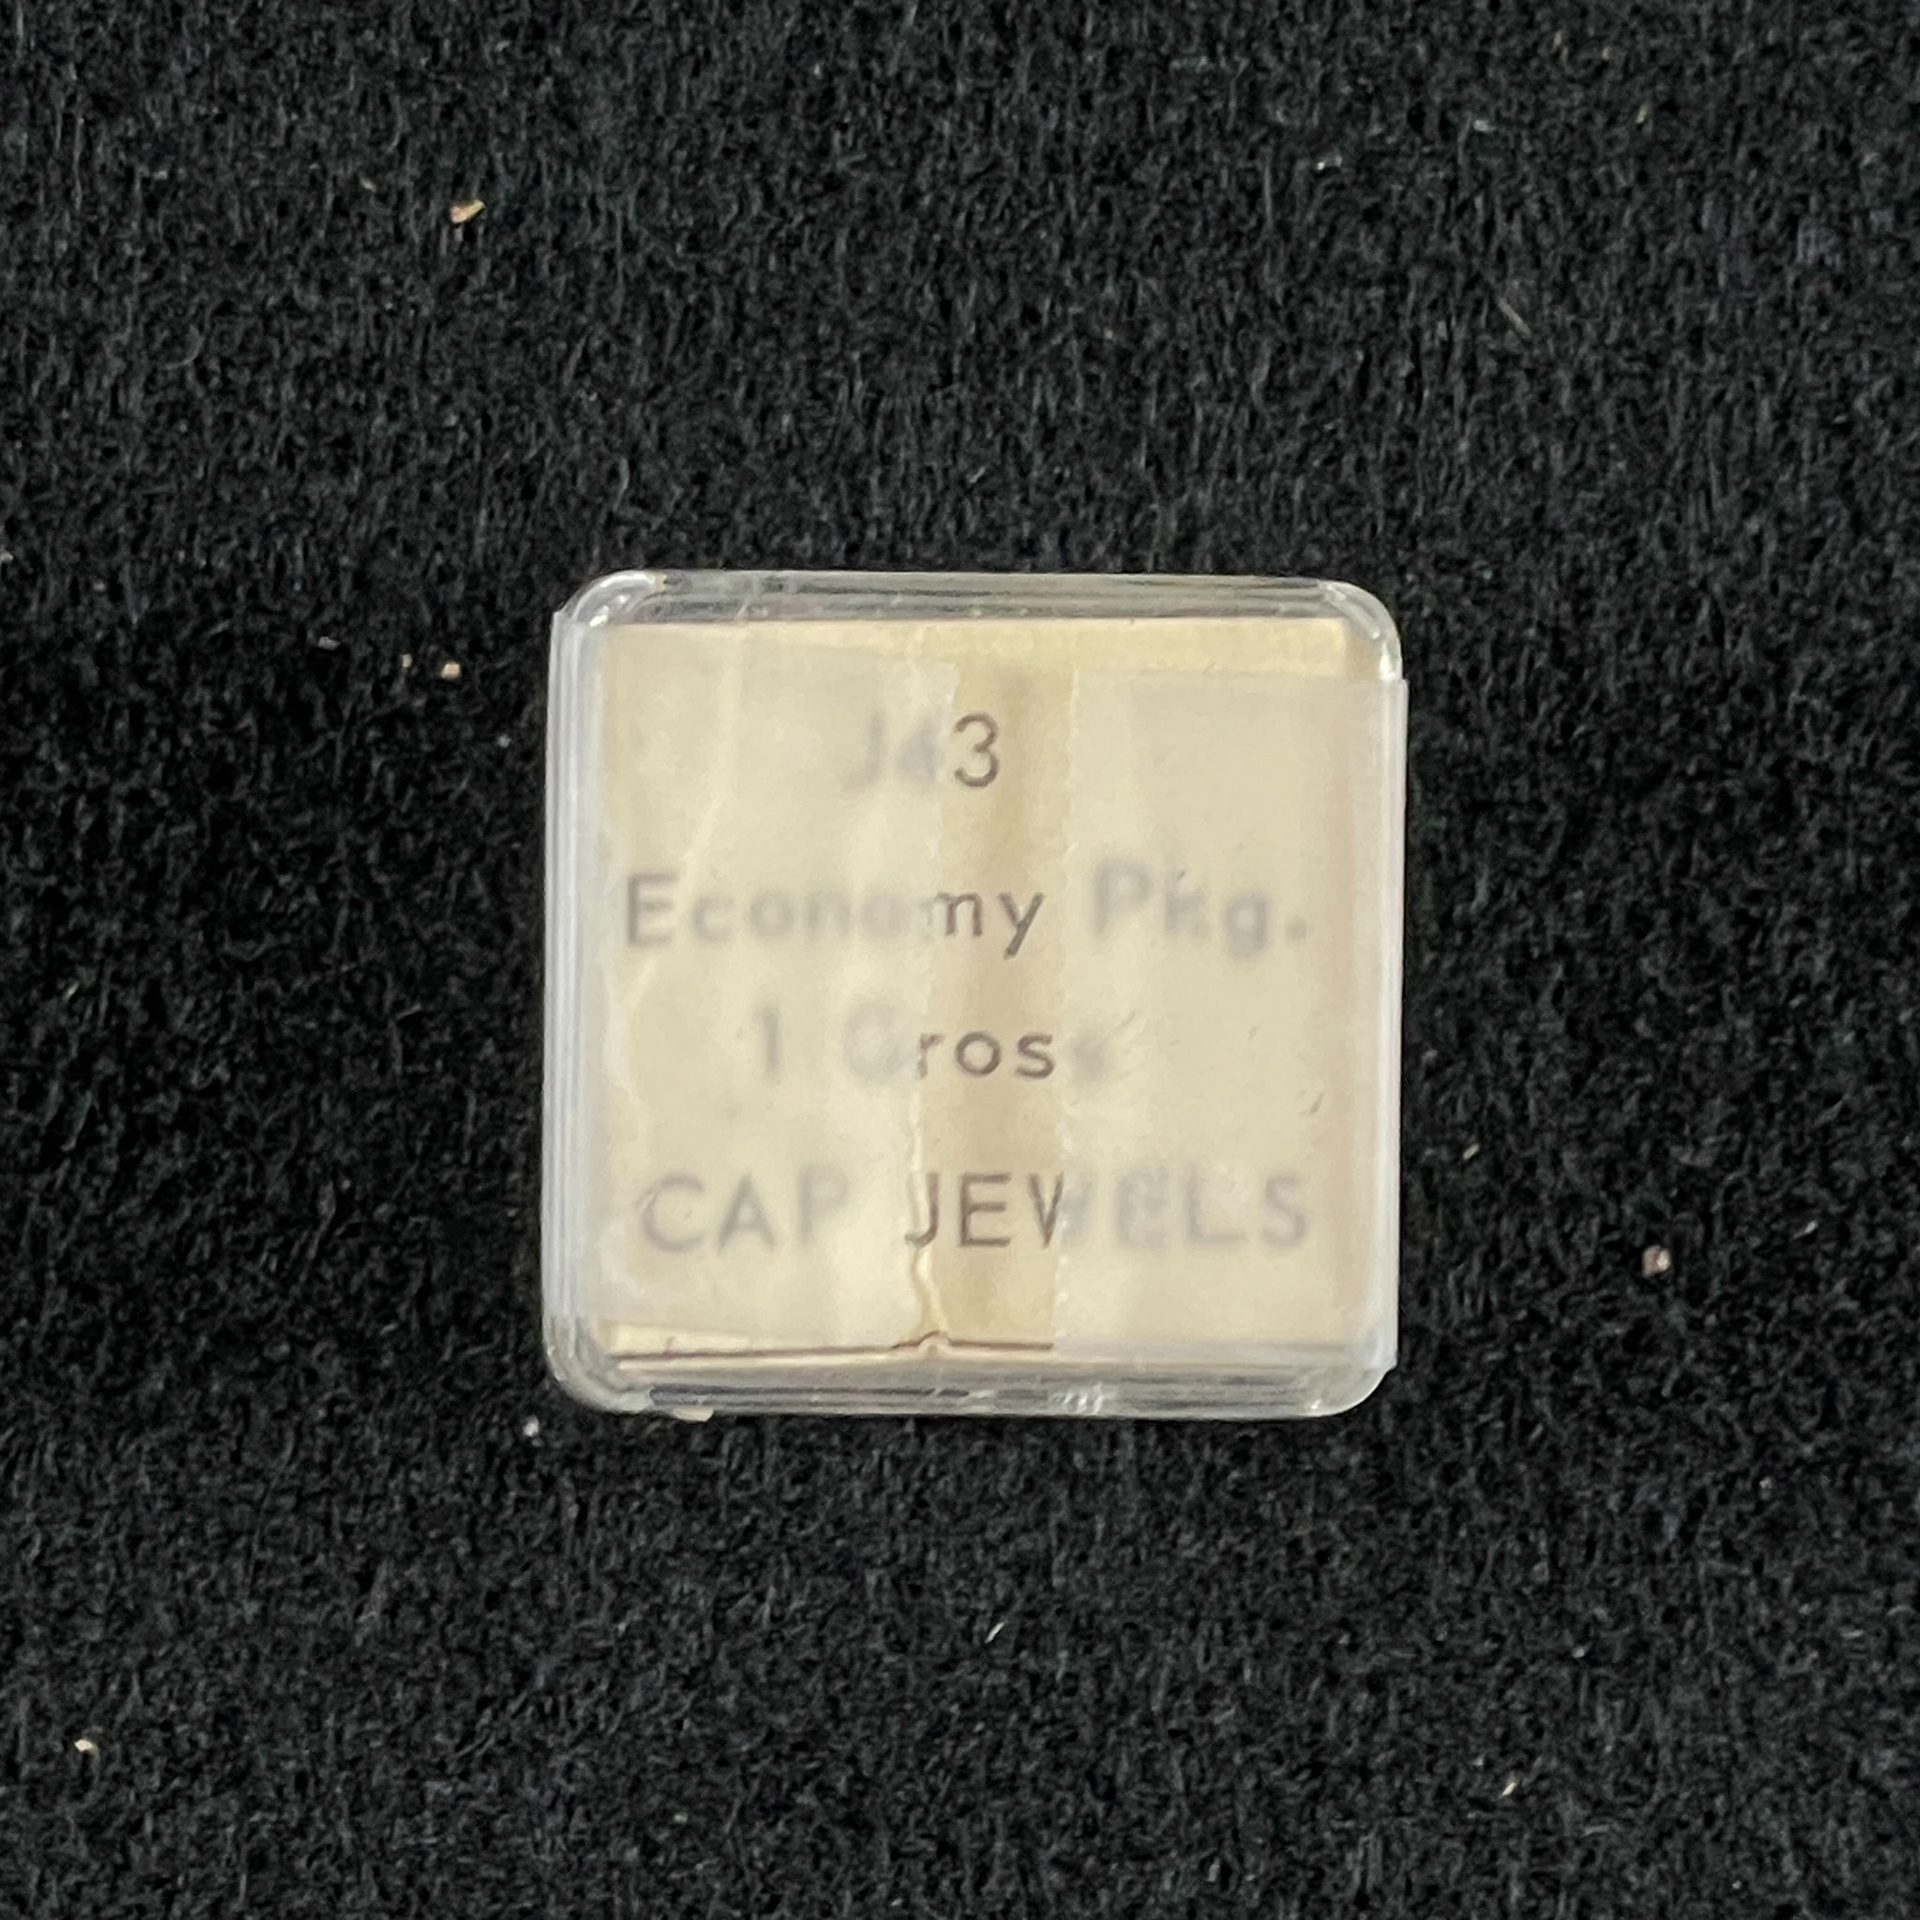 J43
Economy Pkg.
1 Gross
CAP JEWELS